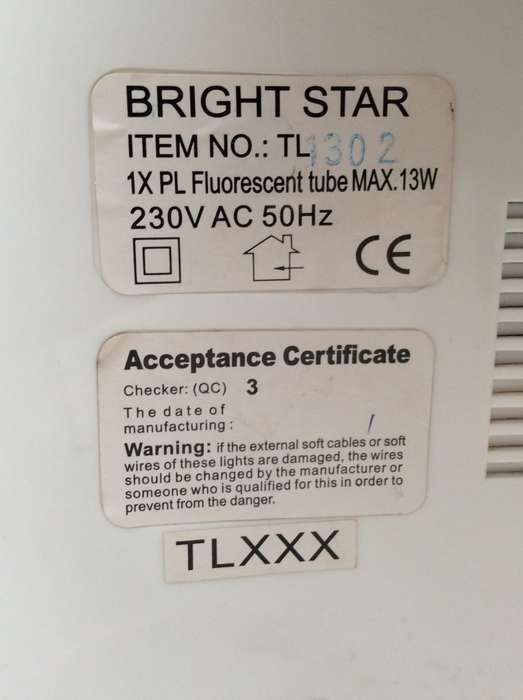 BRIGHT STAR
ITEM NO.: TL1302
1X PL Fluorescent tube MAX.13W
230V AC 50Hz
CE
Acceptance Certificate
Checker: (QC) 3
The date of
manufacturing :
Warning: if the external soft cables or soft
wires of these lights are damaged, the wires
should be changed by the manufacturer or
someone who is qualified for this in order to
prevent from the danger.
TLXXX